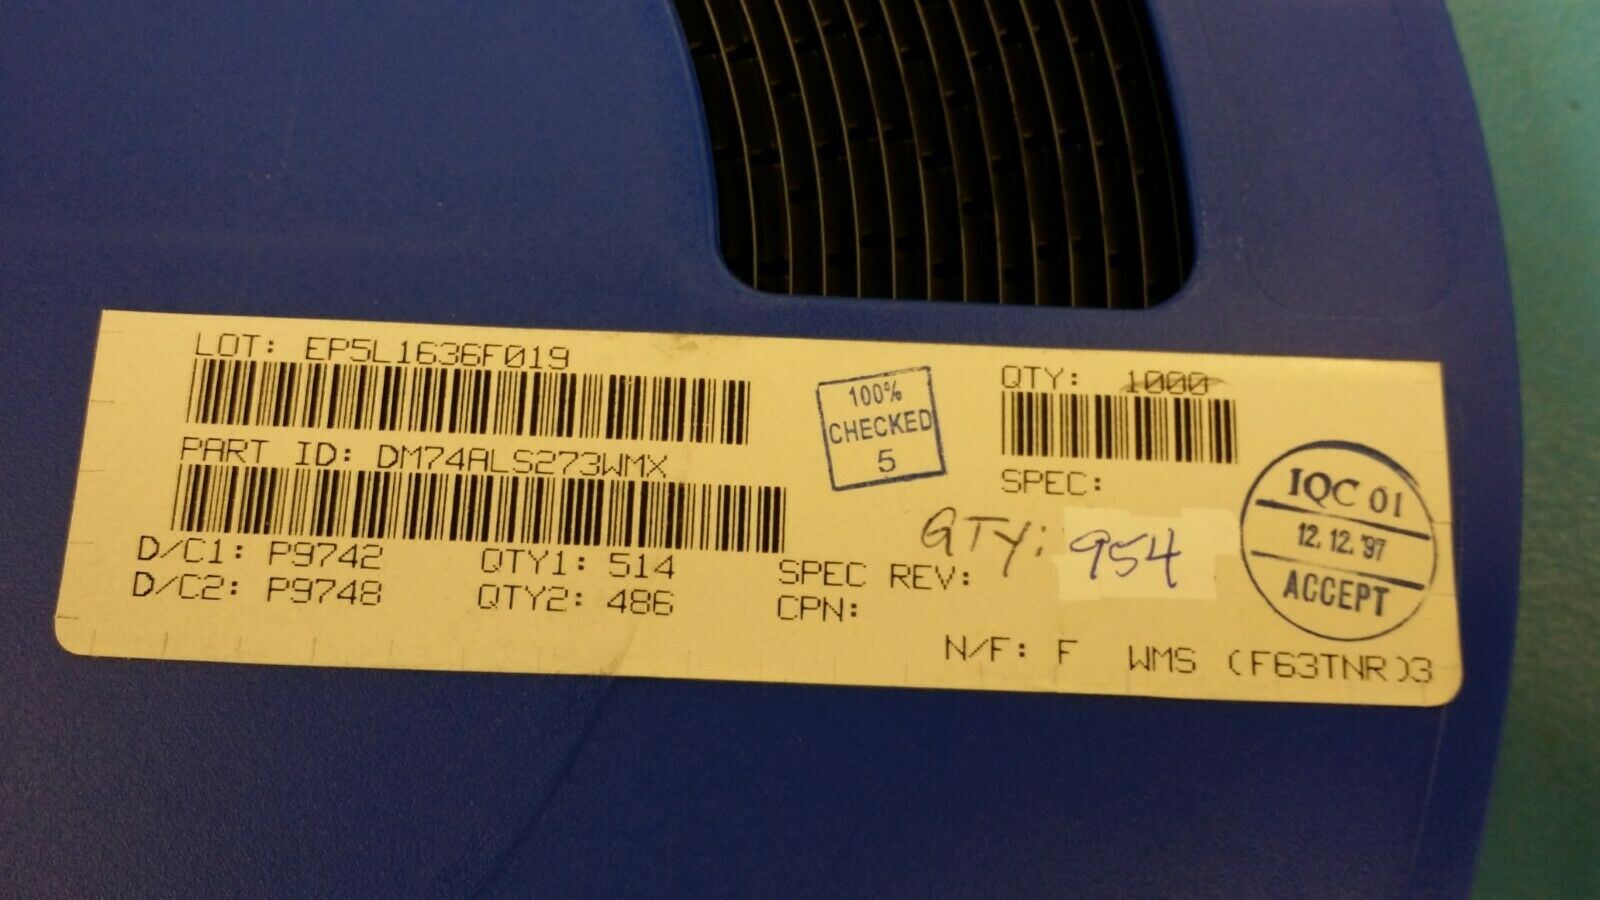 LOT: EP5L1636F019
PART ID: DM74ALS273WMX
D/C1: P9742 QTY1: 514
D/C2: P9748 QTY2: 486
100%
CHECKED
5
QTY: 1000
SPEC:
QTY: 954
SPEC REV:
CPN:
IQC 01
12.12.'97
ACCEPT
N/F: F WMS (F63TNR)3